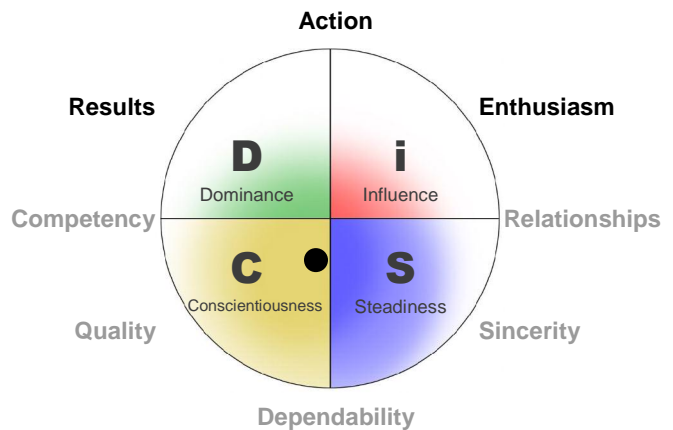 Action
Results
Enthusiasm
D
i
Dominance
Influence
Competency
Relationships
C
S
Conscientiousness
Steadiness
Quality
Sincerity
Dependability